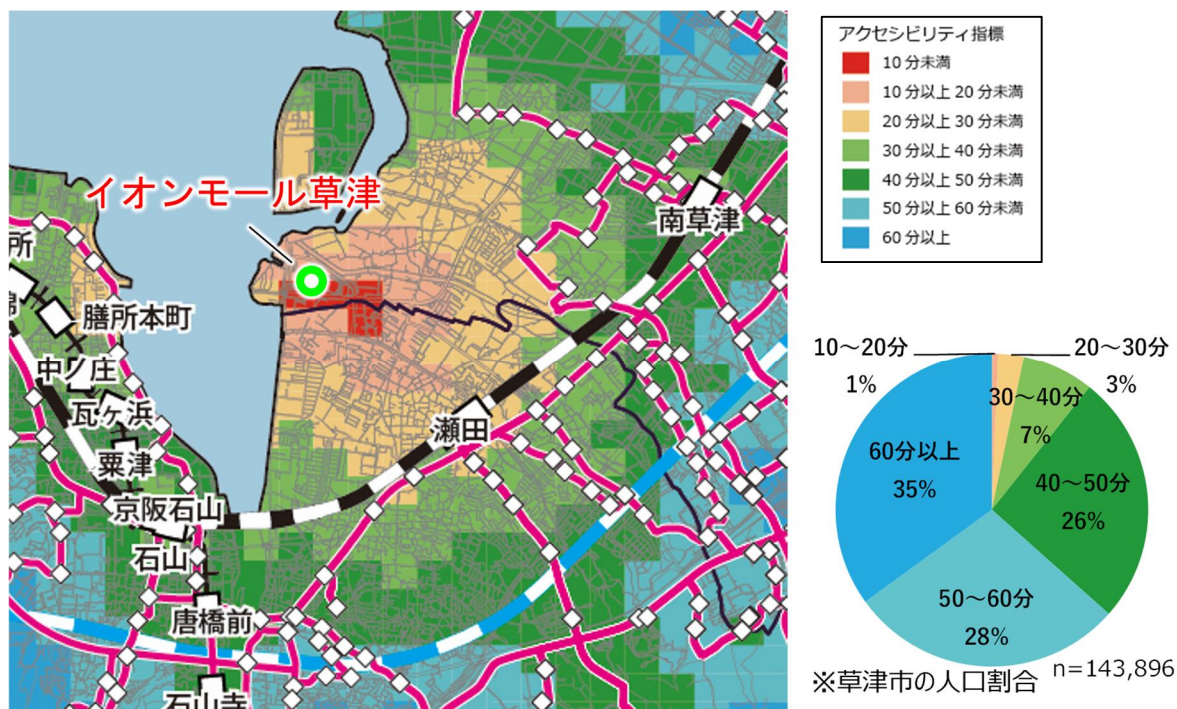 イオンモール草津
南草津
所
錦
膳所本町
中ノ庄
瓦ヶ浜
粟津
京阪石山
石山
唐橋前
石山寺
瀬田
アクセシビリティ指標
10分未満
10分以上20分未満
20分以上30分未満
30分以上40分未満
40分以上50分未満
50分以上60分未満
60分以上
10～20分
1%
20～30分
3%
30～40分
7%
40～50分
26%
50～60分
28%
60分以上
35%
※草津市の人口割合
n=143,896